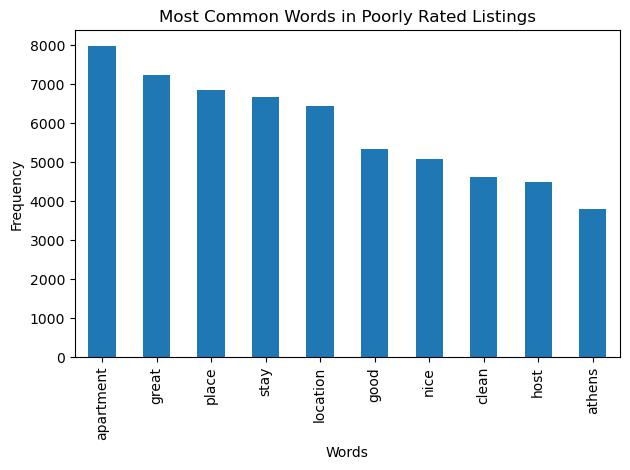 Most Common Words in Poorly Rated Listings
8000
7000
6000
5000
4000
3000
2000
1000
0
Frequency
apartment
great
place
stay
location
good
nice
clean
host
athens
Words